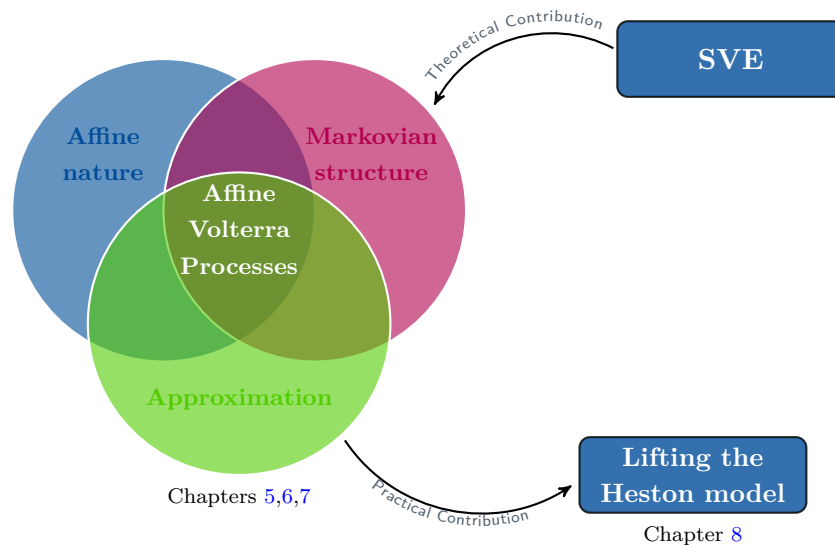 Theoretical Contribution
SVE
Affine
nature
Markovian
structure
Affine
Volterra
Processes
Approximation
Chapters 5,6,7
Practical Contribution
Lifting the
Heston model
Chapter 8